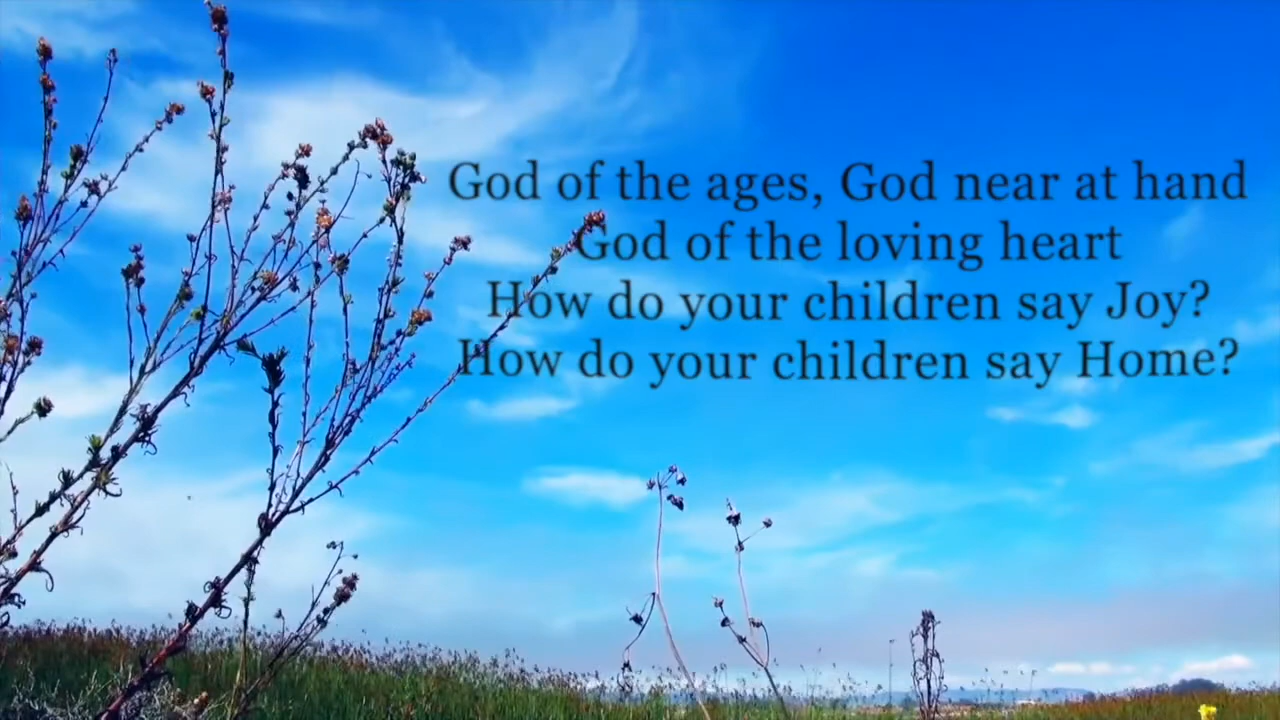 God of the ages, God near at hand
God of the loving heart
How do your children say Joy?
How do your children say Home?